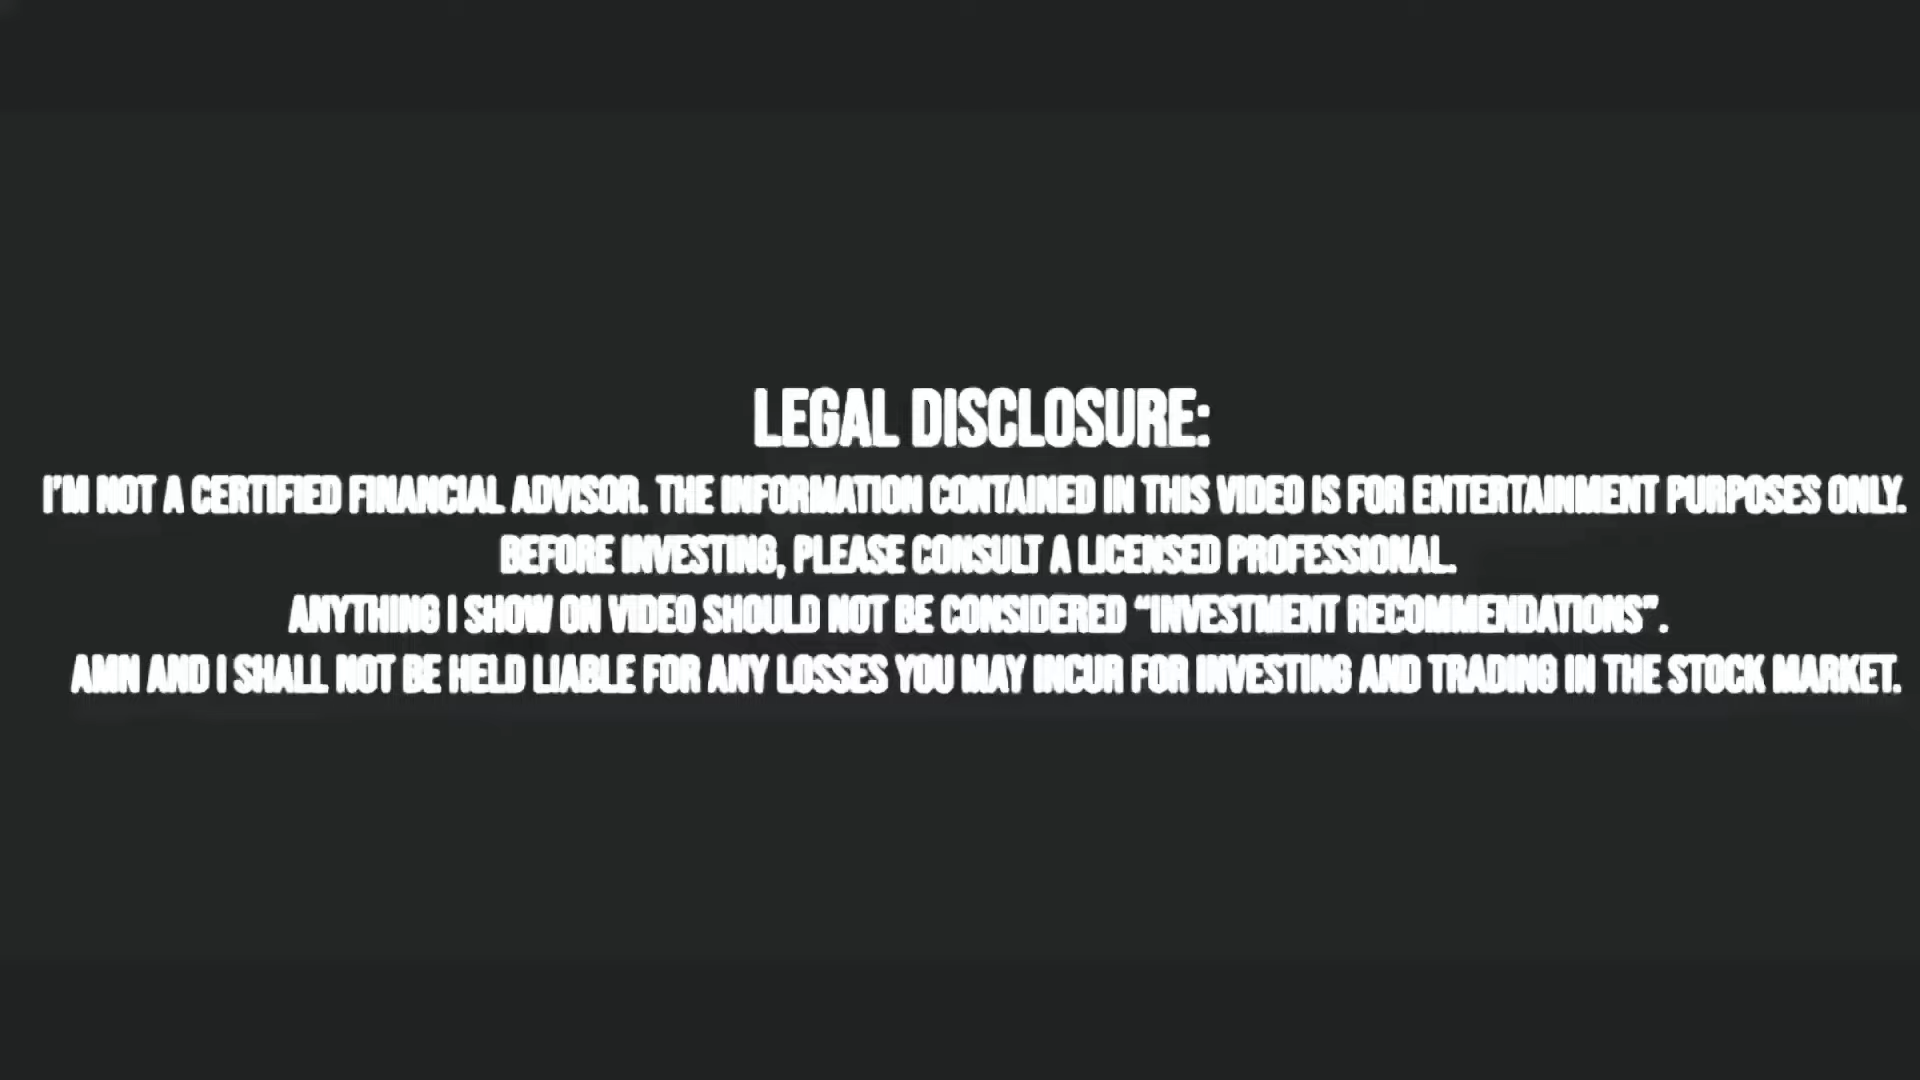 LEGAL DISCLOSURE:
I'M NOT A CERTIFIED FINANCIAL ADVISOR. THE INFORMATION CONTAINED IN THIS VIDEO IS FOR ENTERTAINMENT PURPOSES ONLY.
BEFORE INVESTING, PLEASE CONSULT A LICENSED PROFESSIONAL.
ANYTHING I SHOW ON VIDEO SHOULD NOT BE CONSIDERED “INVESTMENT RECOMMENDATIONS”.
AMN AND I SHALL NOT BE HELD LIABLE FOR ANY LOSSES YOU MAY INCUR FOR INVESTING AND TRADING IN THE STOCK MARKET.